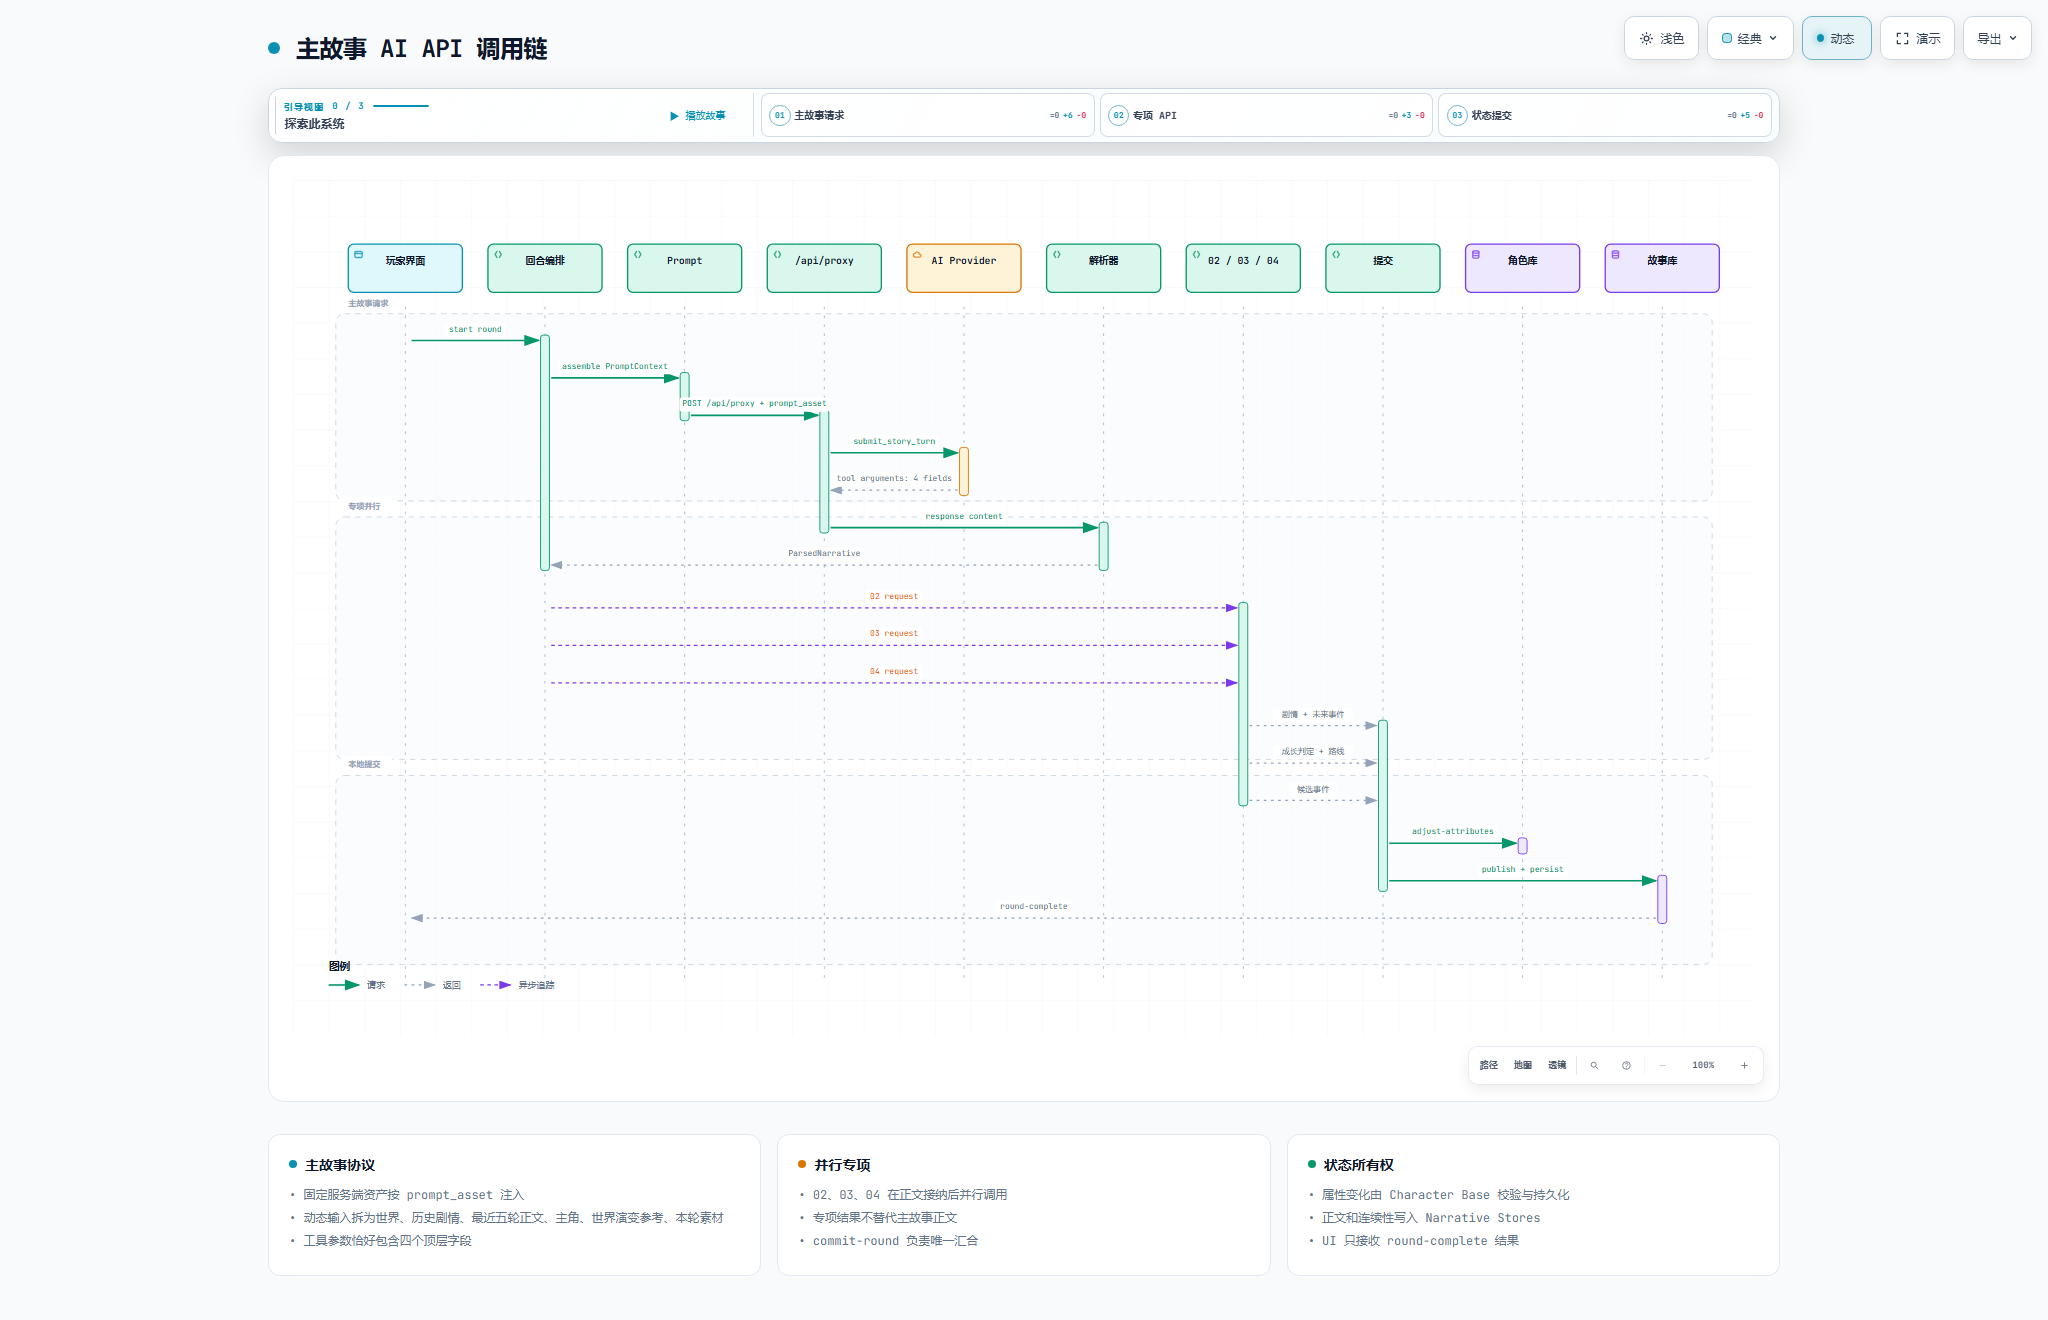 主故事 AI API 调用链
浅色
经典
动态
演示
导出
引导视图 0 / 3
探索此系统
播放故事
01 主故事请求 =0 +6 -0
02 专项 API =0 +3 -0
03 状态提交 =0 +5 -0
玩家界面
回合编排
Prompt
/api/proxy
AI Provider
解析器
02 / 03 / 04
提交
角色库
故事库
主故事请求
start round
assemble PromptContext
POST /api/proxy + prompt_asset
submit_story_turn
tool arguments: 4 fields
专项并行
response content
ParsedNarrative
02 request
03 request
04 request
剧情 + 未来事件
成长判定 + 路线
本地提交
候选事件
adjust-attributes
publish + persist
round-complete
图例
请求
返回
异步追踪
路径 地图 透镜 − 100% +
主故事协议
• 固定服务端资产按 prompt_asset 注入
• 动态输入拆为世界、历史剧情、最近五轮正文、主角、世界演变参考、本轮素材
• 工具参数恰好包含四个顶层字段
并行专项
• 02、03、04 在正文接纳后并行调用
• 专项结果不替代主故事正文
• commit-round 负责唯一汇合
状态所有权
• 属性变化由 Character Base 校验与持久化
• 正文和连续性写入 Narrative Stores
• UI 只接收 round-complete 结果